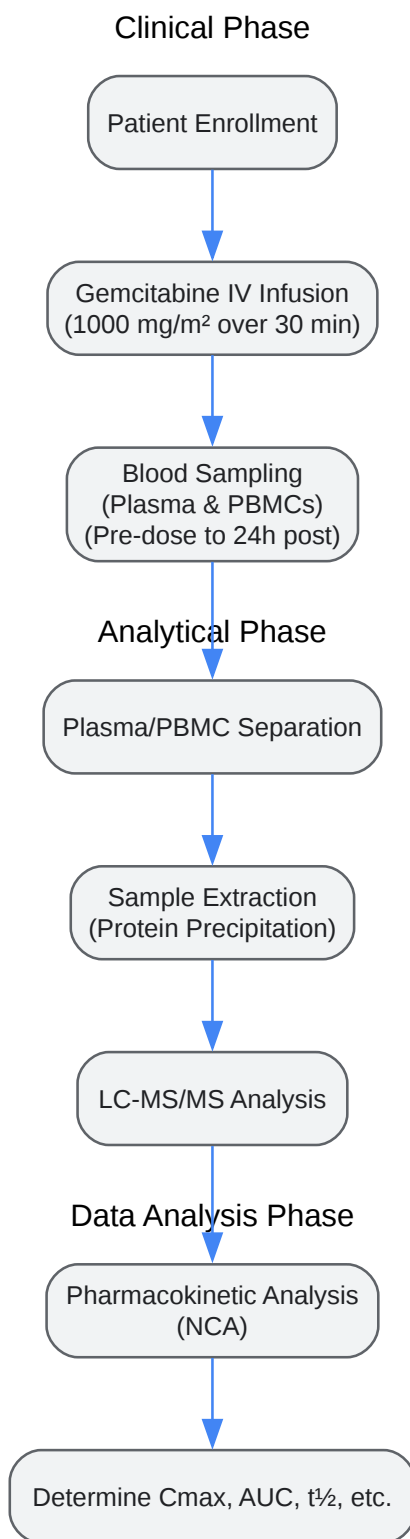 Clinical Phase
Patient Enrollment
Gemcitabine IV Infusion
(1000 mg/m² over 30 min)
Blood Sampling
(Plasma & PBMCs)
(Pre-dose to 24h post)
Analytical Phase
Plasma/PBMC Separation
Sample Extraction
(Protein Precipitation)
LC-MS/MS Analysis
Data Analysis Phase
Pharmacokinetic Analysis
(NCA)
Determine Cmax, AUC, t½, etc.